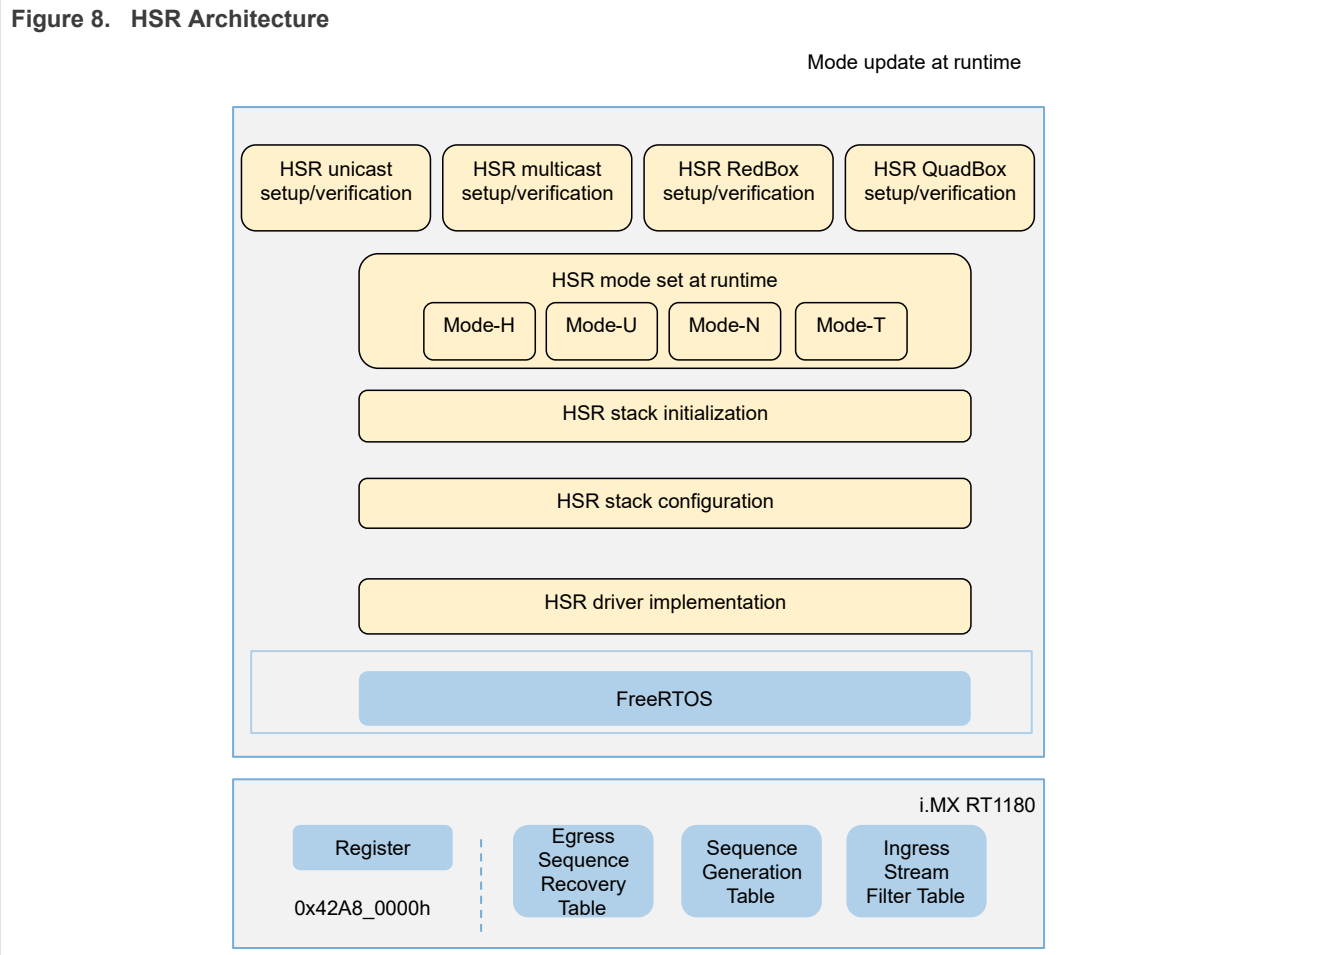 Figure 8. HSR Architecture
Mode update at runtime
HSR unicast
setup/verification
HSR multicast
setup/verification
HSR RedBox
setup/verification
HSR QuadBox
setup/verification
HSR mode set at runtime
Mode-H
Mode-U
Mode-N
Mode-T
HSR stack initialization
HSR stack configuration
HSR driver implementation
FreeRTOS
i.MX RT1180
Register
0x42A8_0000h
Egress
Sequence
Recovery
Table
Sequence
Generation
Table
Ingress
Stream
Filter Table